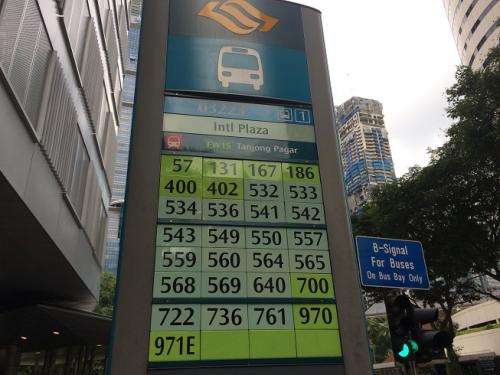 03223 1
Intl Plaza
EW15 Tanjong Pagar
57 131 167 186
400 402 532 533
534 536 541 542
543 549 550 557
559 560 564 565
568 569 640 700
722 736 761 970
971E
B-Signal
For Buses
On Bus Bay Only